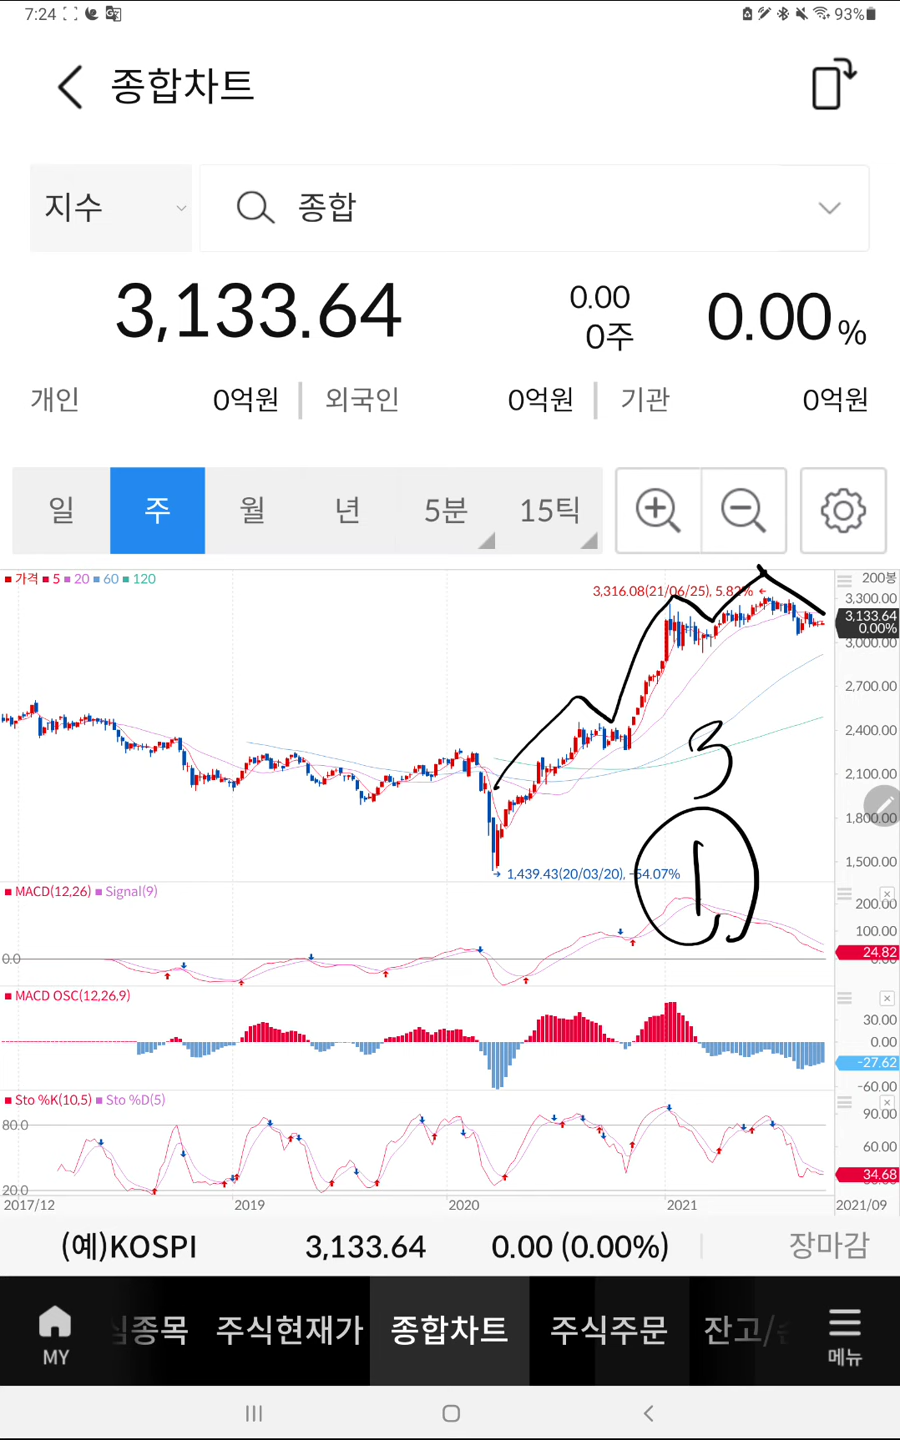 7:24 93%
종합차트
지수 종합
3,133.64 0.00 0주 0.00%
개인 0억원 외국인 0억원 기관 0억원
일 주 월 년 5분 15틱
가격 5 20 60 120 200봉
3,316.08(21/06/25), 5.82%
3,300.00
3,133.64
0.00%
3,000.00
2,700.00
2,400.00
3
2,100.00
1,800.00
1,500.00
1,439.43(20/03/20), -54.07%
1
MACD(12,26) Signal(9)
200.00
100.00
24.82
0.0
MACD OSC(12,26,9)
30.00
0.00
-27.62
-60.00
Sto %K(10,5) Sto %D(5)
90.00
80.0
60.00
34.68
20.0
2017/12 2019 2020 2021 2021/09
(예)KOSPI 3,133.64 0.00 (0.00%) 장마감
MY 종목 주식현재가 종합차트 주식주문 잔고/ 메뉴